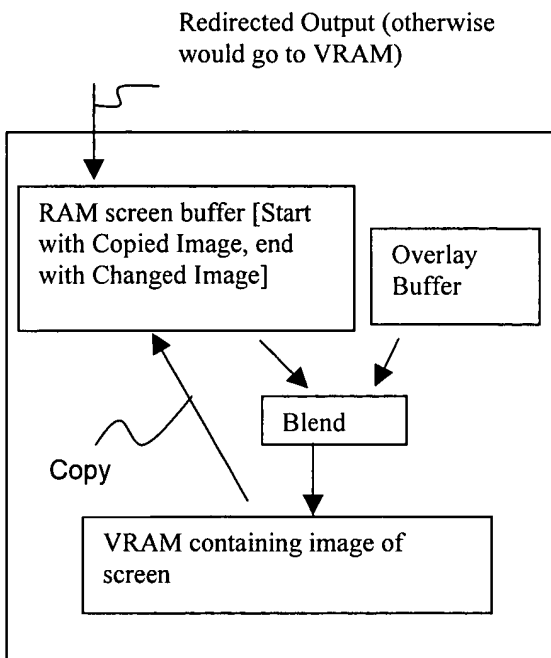 Redirected Output (otherwise
would go to VRAM)
RAM screen buffer [Start
with Copied Image, end
with Changed Image]
Overlay
Buffer
Blend
Copy
VRAM containing image of
screen